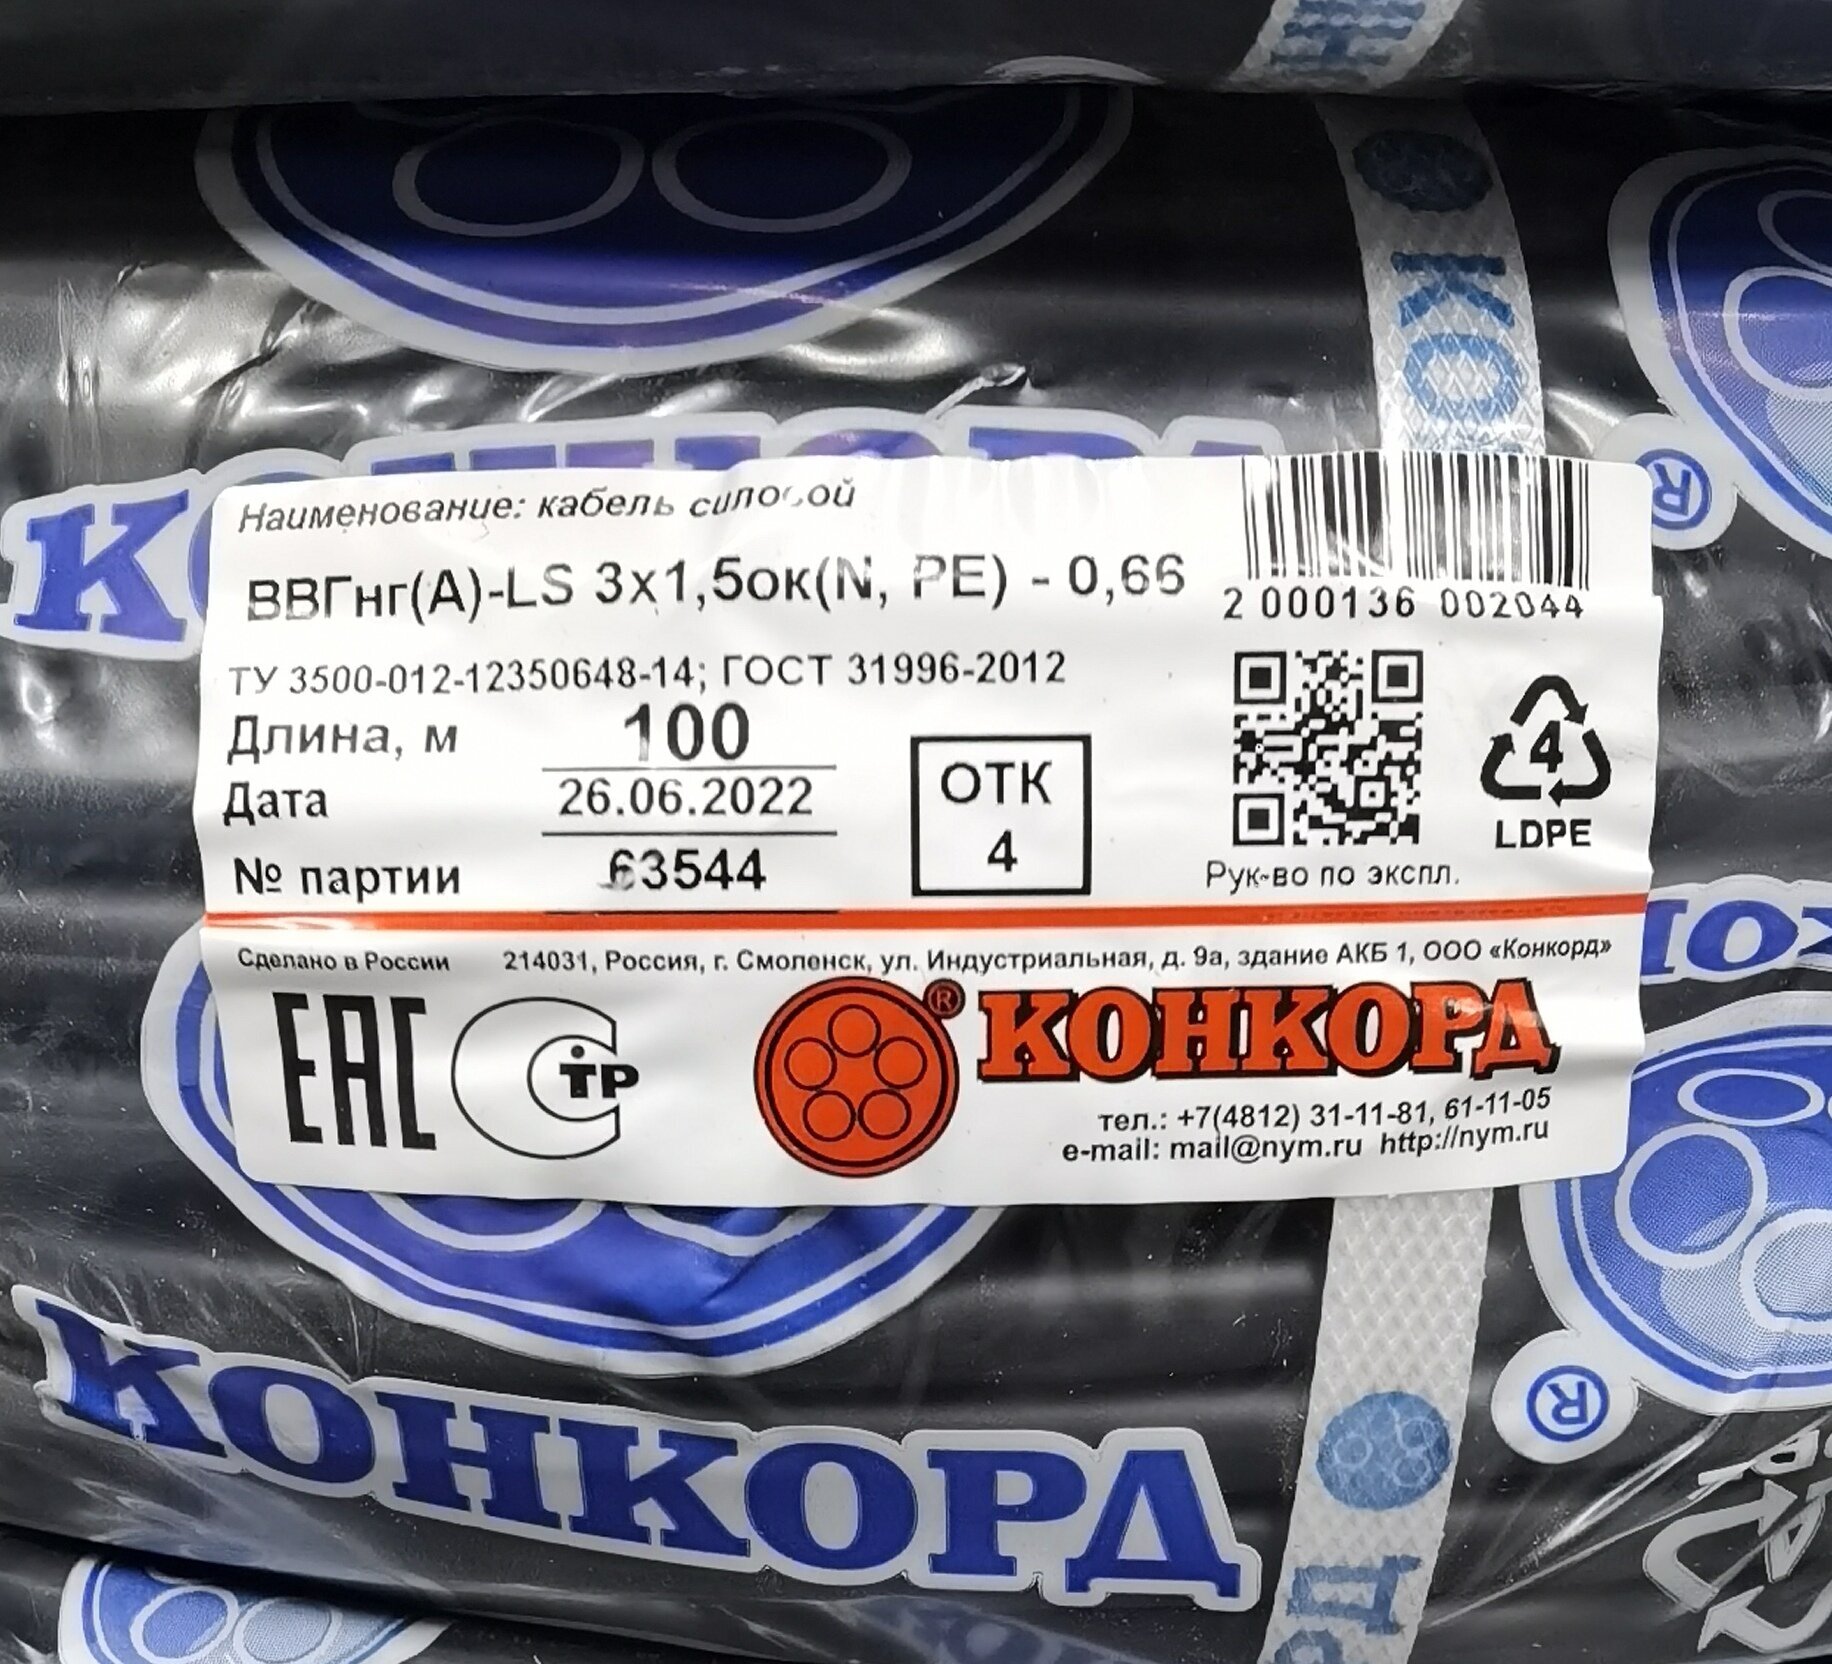 КО
КОНКОРД
®
Наименование: кабель силовой
ВВГнг(А)-LS 3х1,5ок(N, PE) - 0,66
2 000136 002044
ТУ 3500-012-12350648-14; ГОСТ 31996-2012
Длина, м 100
Дата 26.06.2022
№ партии 63544
ОТК
4
4
LDPE
Рук-во по экспл.
Сделано в России 214031, Россия, г. Смоленск, ул. Индустриальная, д. 9а, здание АКБ 1, ООО «Конкорд»
ЕАС
СТР
® КОНКОРД
тел.: +7(4812) 31-11-81, 61-11-05
e-mail: mail@nym.ru http://nym.ru
®
КОНКОРД